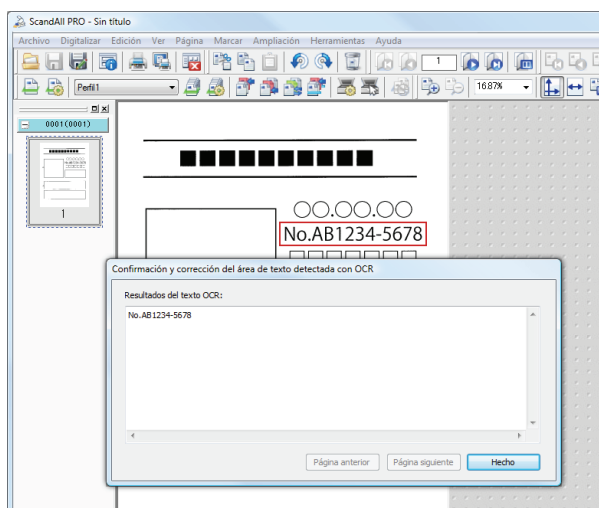 ScandAll PRO - Sin título
Archivo Digitalizar Edición Ver Página Marcar Ampliación Herramientas Ayuda
1
Perfil1 16.87%
0001(0001)
1
No.AB1234-5678
Confirmación y corrección del área de texto detectada con OCR
Resultados del texto OCR:
No.AB1234-5678
Página anterior Página siguiente Hecho